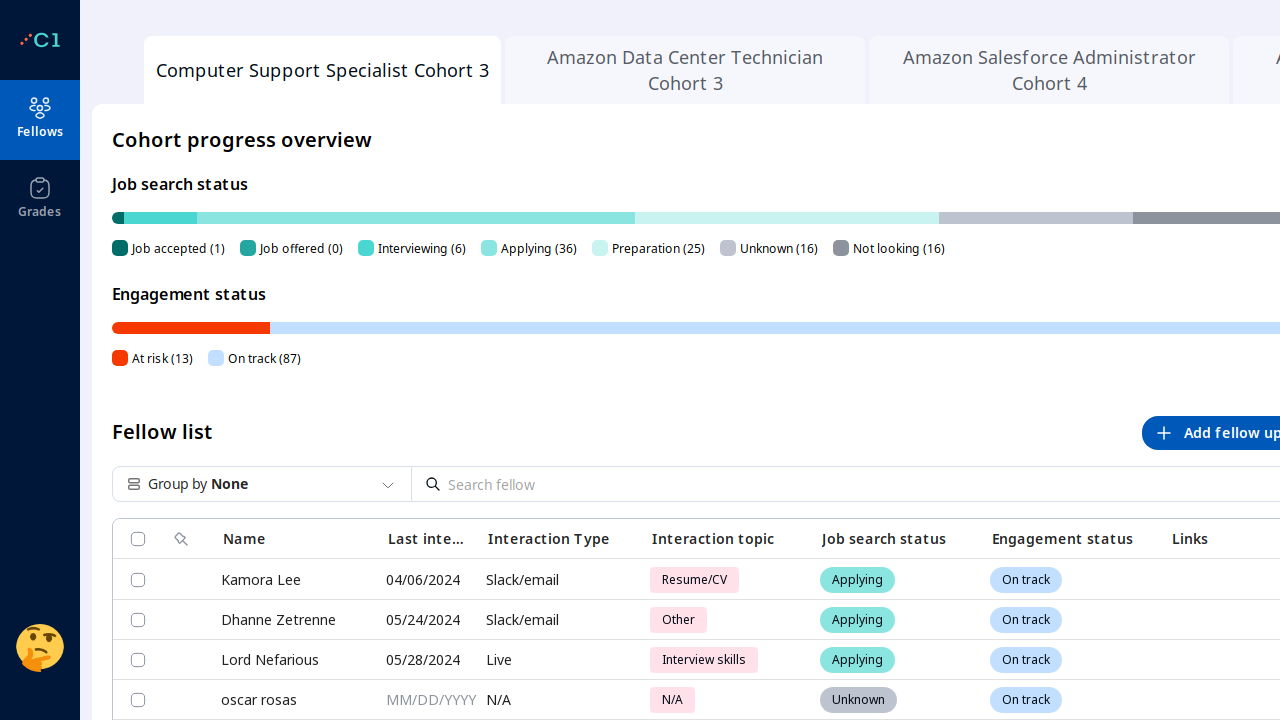 C1
Fellows
Grades
Computer Support Specialist Cohort 3
Amazon Data Center Technician
Cohort 3
Amazon Salesforce Administrator
Cohort 4
Cohort progress overview
Job search status
Job accepted (1) Job offered (0) Interviewing (6) Applying (36) Preparation (25) Unknown (16) Not looking (16)
Engagement status
At risk (13) On track (87)
Fellow list
Add fellow up
Group by None
Search fellow
Name Last inte... Interaction Type Interaction topic Job search status Engagement status Links
Kamora Lee 04/06/2024 Slack/email Resume/CV Applying On track
Dhanne Zetrenne 05/24/2024 Slack/email Other Applying On track
Lord Nefarious 05/28/2024 Live Interview skills Applying On track
oscar rosas MM/DD/YYYY N/A N/A Unknown On track